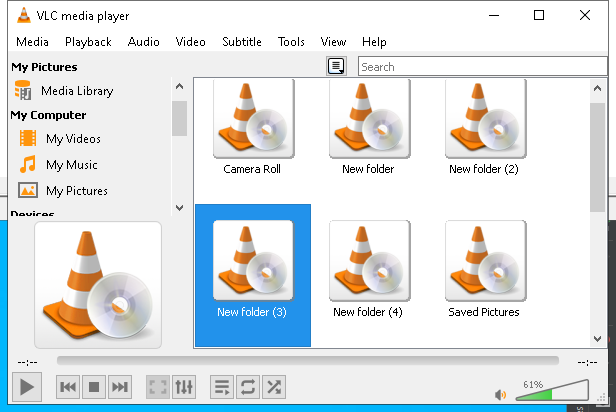 VLC media player
Media Playback Audio Video Subtitle Tools View Help
My Pictures
Search
Media Library
My Computer
My Videos
My Music
My Pictures
Devices
Camera Roll New folder New folder (2)
New folder (3) New folder (4) Saved Pictures
--:-- --:--
61%